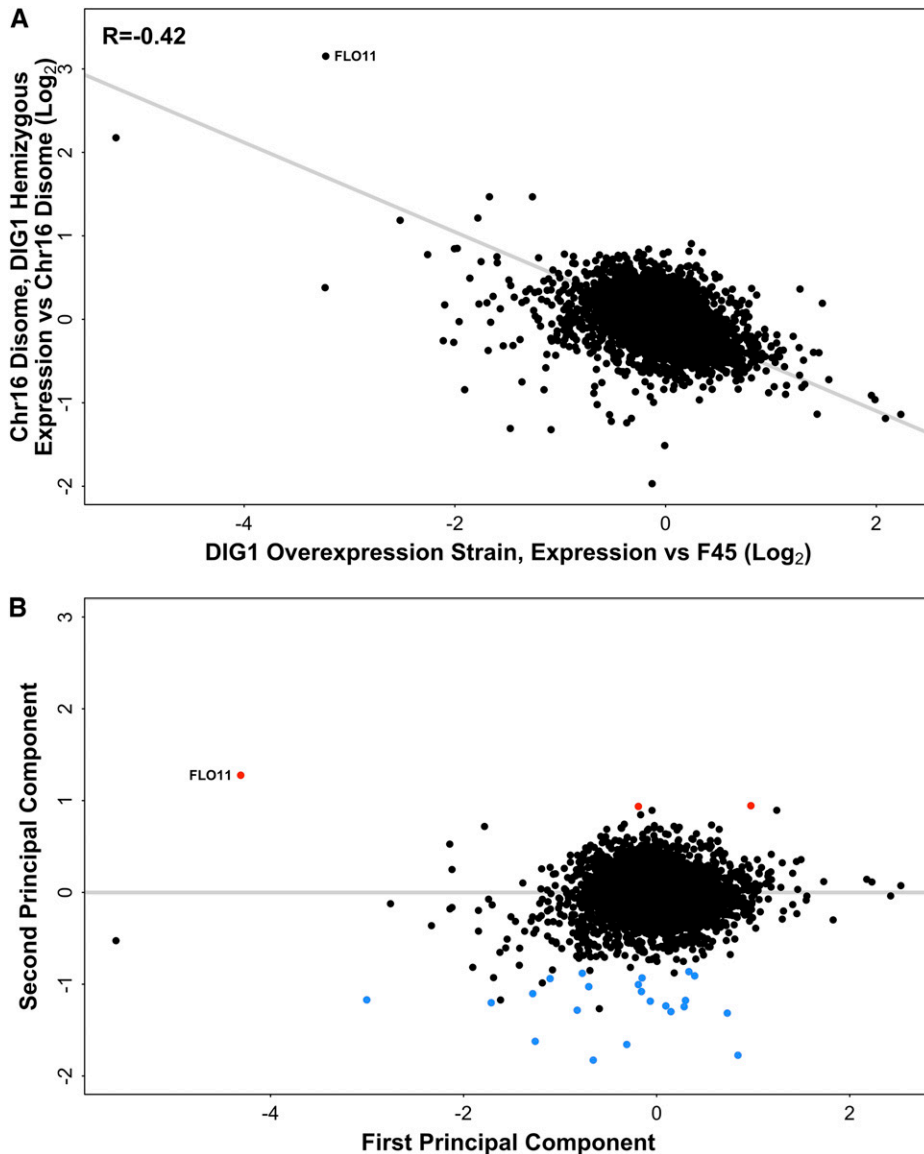 A
R=-0.42
FLO11
3
2
1
0
-1
-2
Chr16 Disome, DIG1 Hemizygous
Expression vs Chr16 Disome (Log₂)
-4
-2
0
2
DIG1 Overexpression Strain, Expression vs F45 (Log₂)
B
3
2
1
0
-1
-2
Second Principal Component
FLO11
-4
-2
0
2
First Principal Component